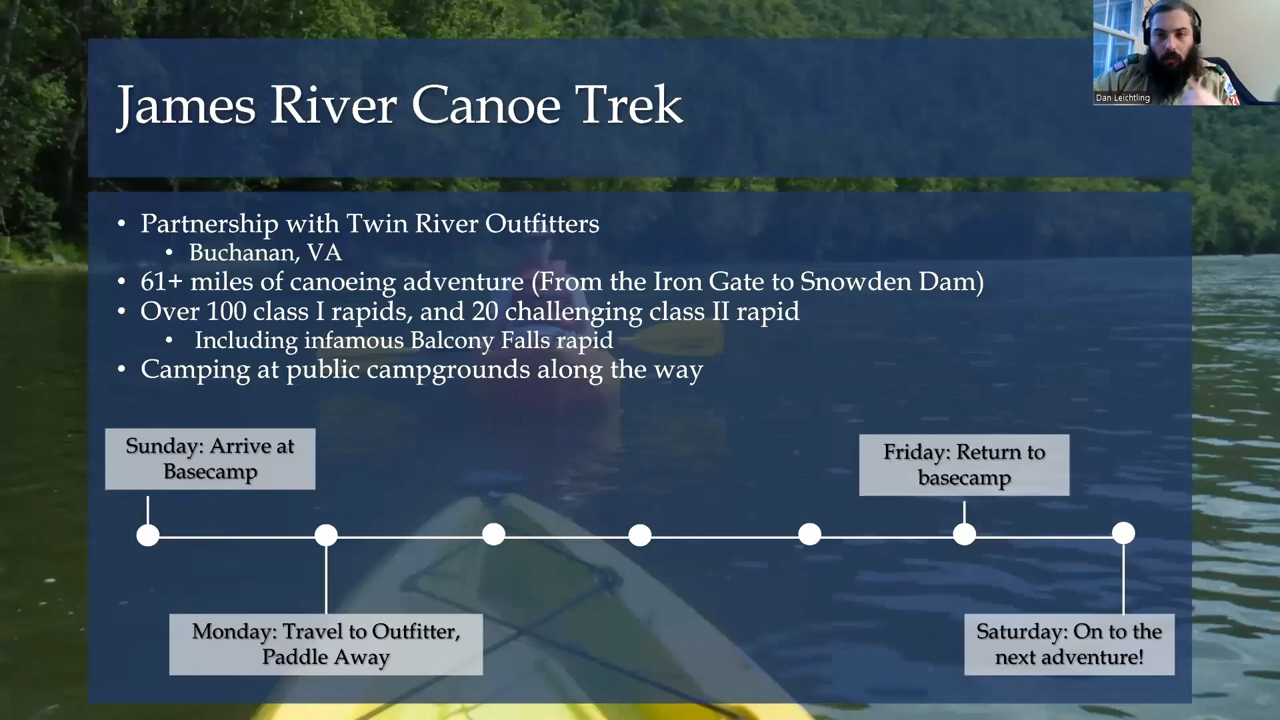 James River Canoe Trek
Dan Leichtling
• Partnership with Twin River Outfitters
• Buchanan, VA
• 61+ miles of canoeing adventure (From the Iron Gate to Snowden Dam)
• Over 100 class I rapids, and 20 challenging class II rapid
• Including infamous Balcony Falls rapid
• Camping at public campgrounds along the way
Sunday: Arrive at
Basecamp
Friday: Return to
basecamp
Monday: Travel to Outfitter,
Paddle Away
Saturday: On to the
next adventure!